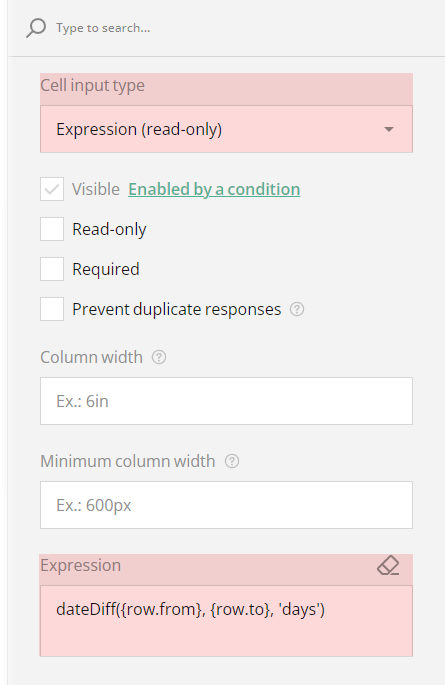 Type to search...
Cell input type
Expression (read-only)
Visible Enabled by a condition
Read-only
Required
Prevent duplicate responses ?
Column width ?
Ex.: 6in
Minimum column width ?
Ex.: 600px
Expression
dateDiff({row.from}, {row.to}, 'days')